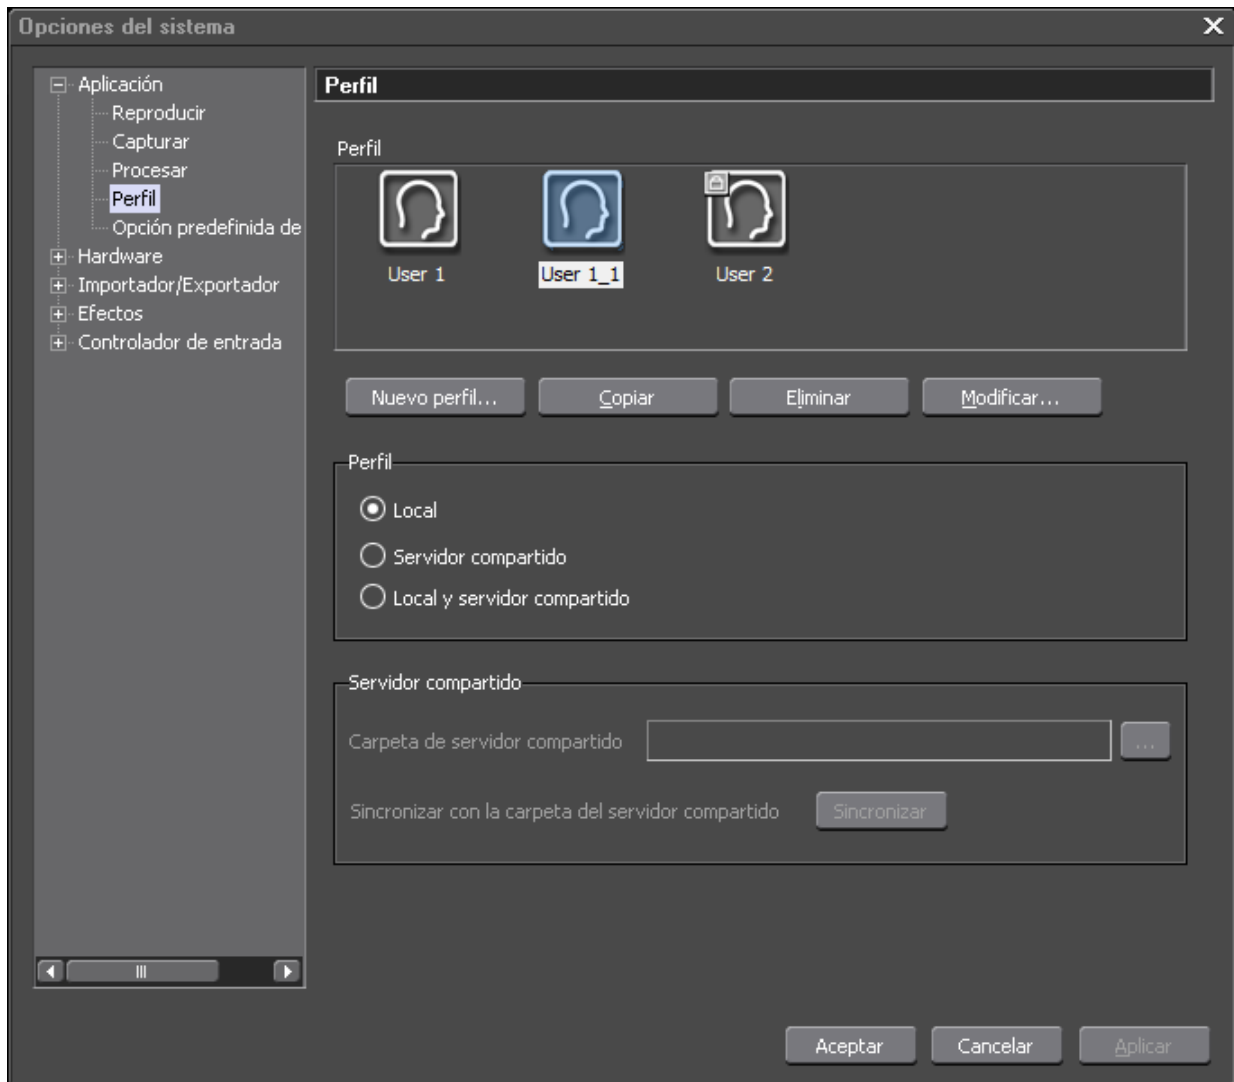 Opciones del sistema
Aplicación
Reproducir
Capturar
Procesar
Perfil
Opción predefinida de
Hardware
Importador/Exportador
Efectos
Controlador de entrada
Perfil
Perfil
User 1
User 1_1
User 2
Nuevo perfil...
Copiar
Eliminar
Modificar...
Perfil
Local
Servidor compartido
Local y servidor compartido
Servidor compartido
Carpeta de servidor compartido
...
Sincronizar con la carpeta del servidor compartido
Sincronizar
Aceptar
Cancelar
Aplicar